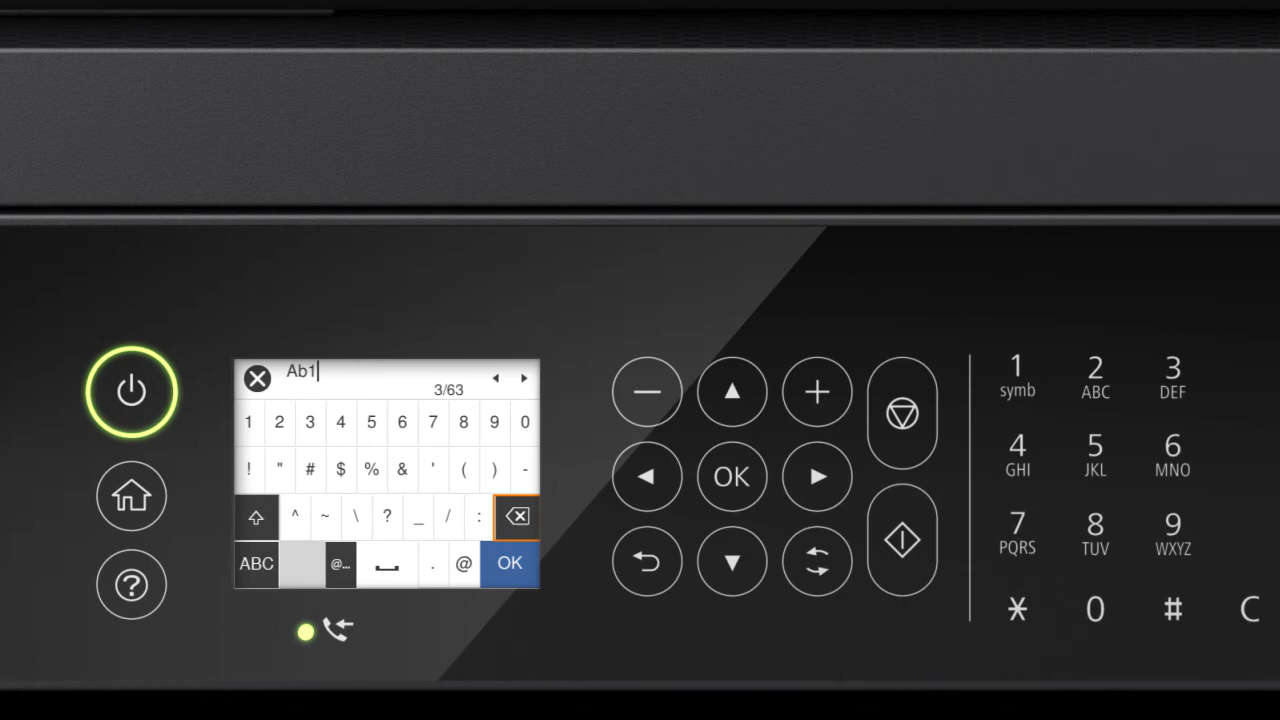 Ab1
3/63
1 2 3 4 5 6 7 8 9 0
! " # $ % & ' ( ) -
^ ~ \ ? _ / :
ABC @... . @ OK
OK
1 2 3
symb ABC DEF
4 5 6
GHI JKL MNO
7 8 9
PQRS TUV WXYZ
* 0 # C